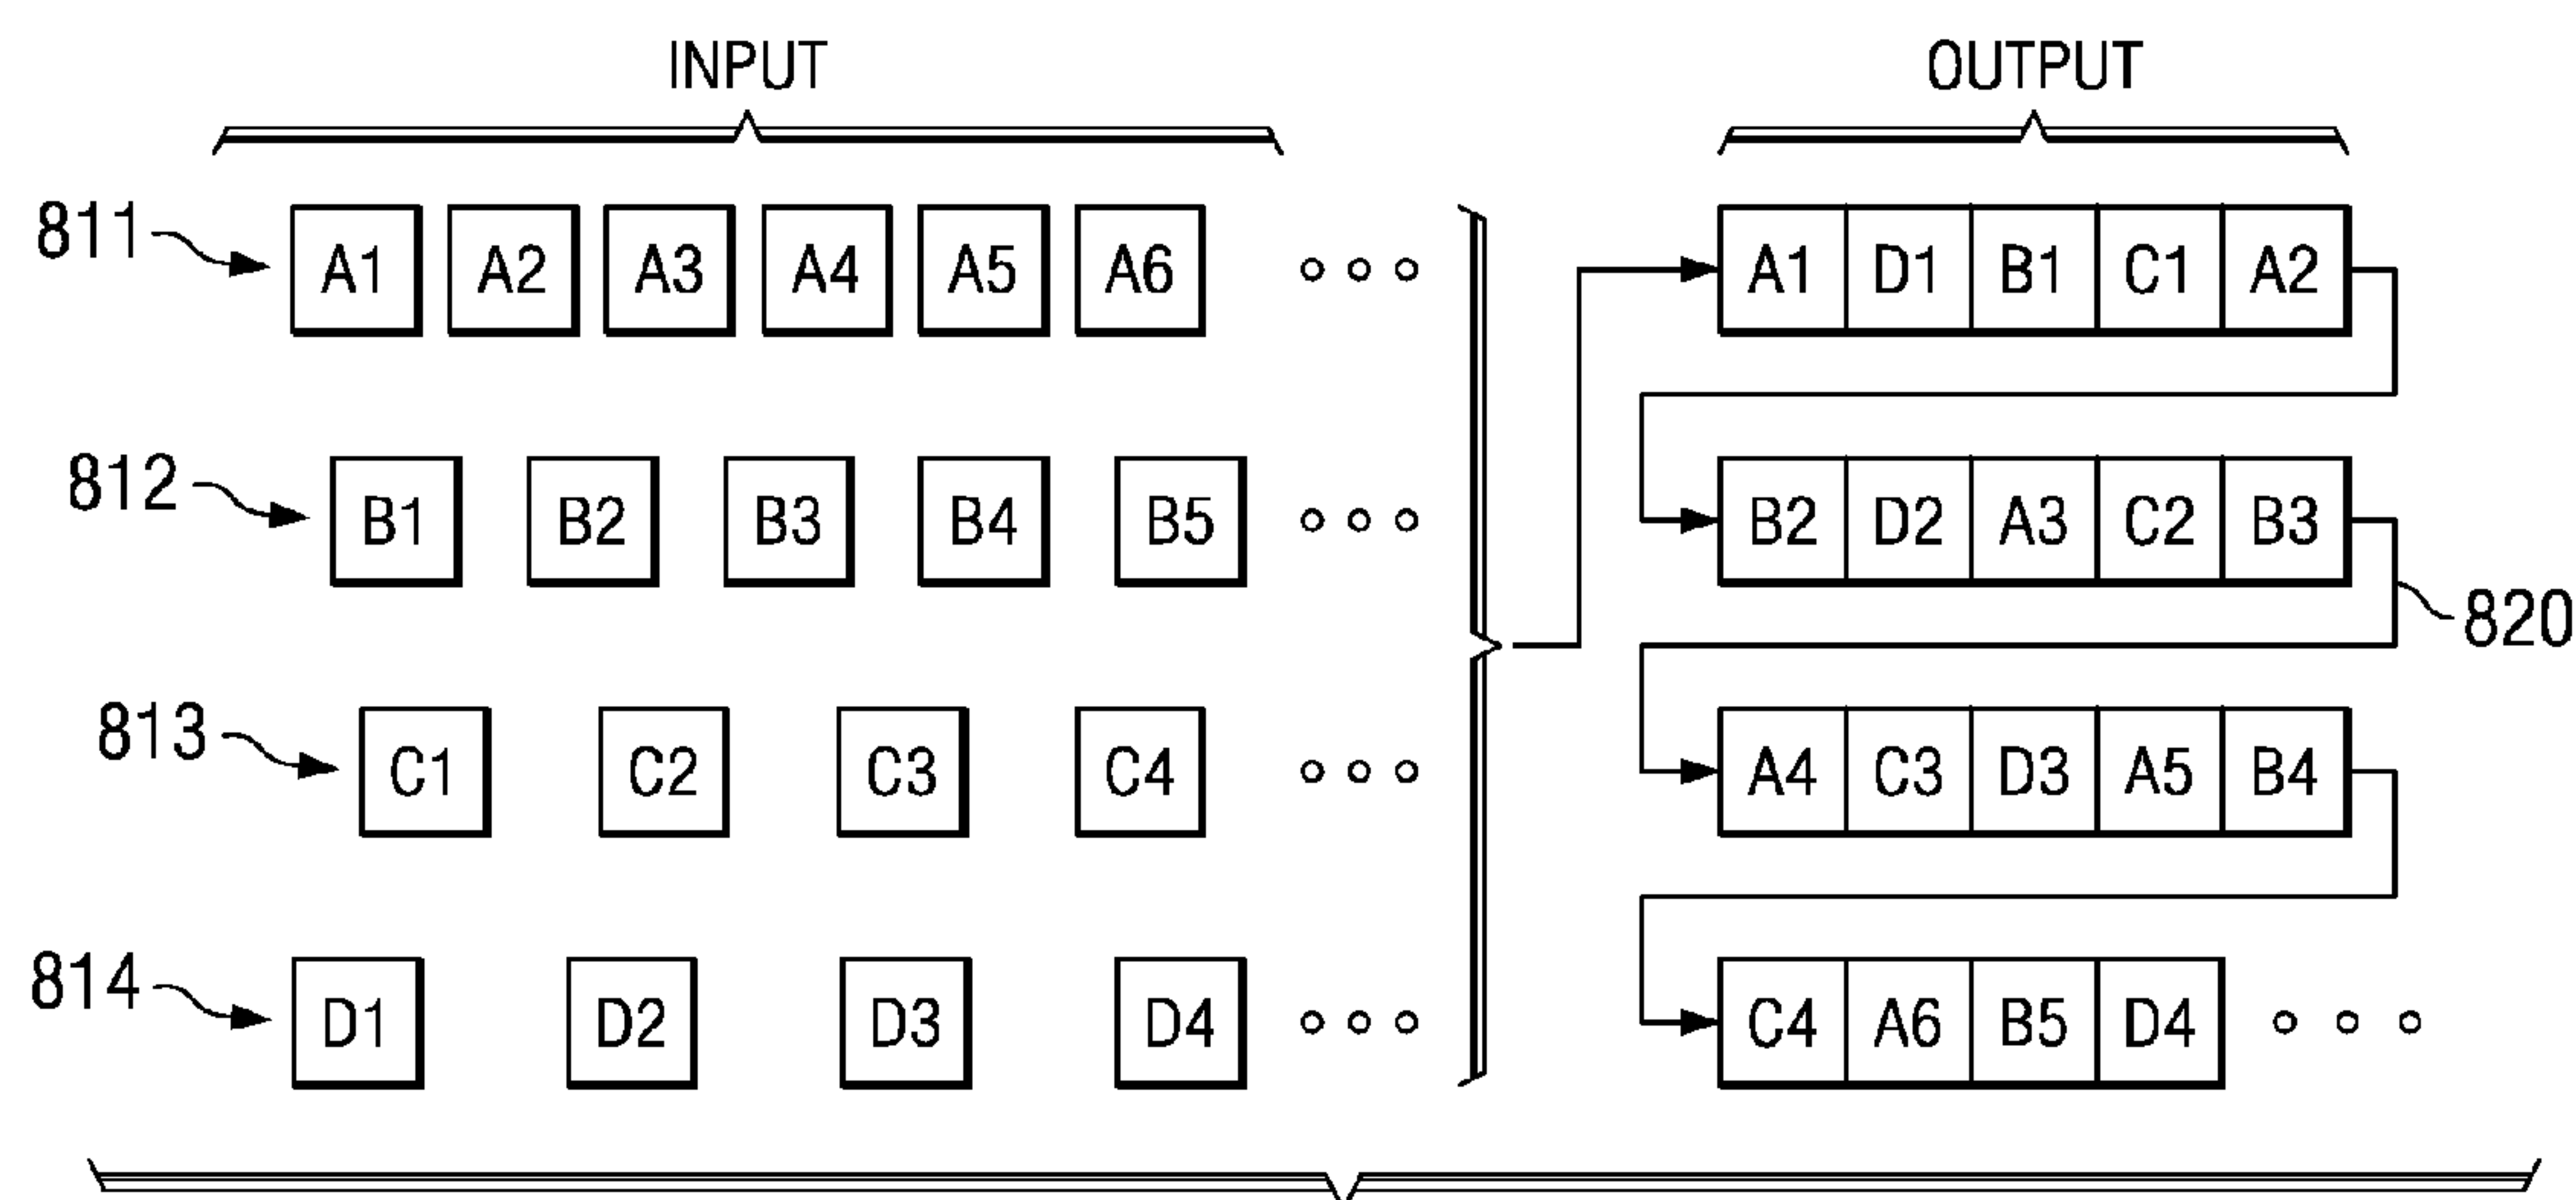 INPUT OUTPUT
811 A1 A2 A3 A4 A5 A6 A1 D1 B1 C1 A2
812 B1 B2 B3 B4 B5 B2 D2 A3 C2 B3
820
813 C1 C2 C3 C4 A4 C3 D3 A5 B4
814 D1 D2 D3 D4 C4 A6 B5 D4